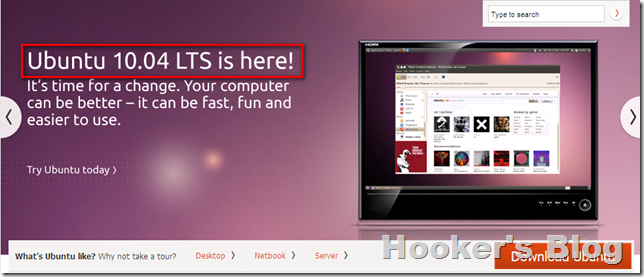 Type to search
Ubuntu 10.04 LTS is here!
It's time for a change. Your computer
can be better – it can be fast, fun and
easier to use.
Try Ubuntu today ›
What's Ubuntu like? Why not take a tour?
Desktop ›
Netbook ›
Server ›
Download Ubuntu
Hooker's Blog